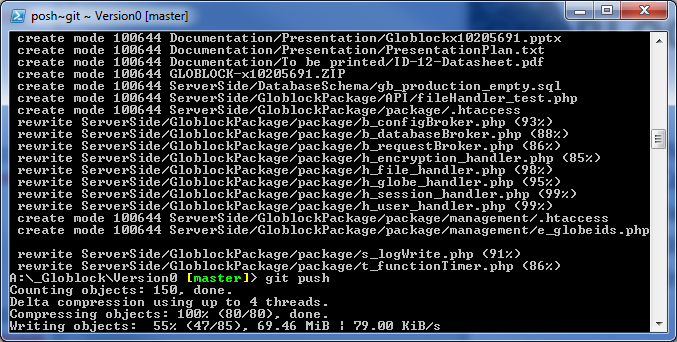 posh~git ~ Version0 [master]
create mode 100644 Documentation/Presentation/Globlockx10205691.pptx
create mode 100644 Documentation/Presentation/PresentationPlan.txt
create mode 100644 Documentation/To be printed/ID-12-Datasheet.pdf
create mode 100644 GLOBLOCK-x10205691.ZIP
create mode 100644 ServerSide/DatabaseSchema/gb_production_empty.sql
create mode 100644 ServerSide/GloblockPackage/API/fileHandler_test.php
create mode 100644 ServerSide/GloblockPackage/package/.htaccess
rewrite ServerSide/GloblockPackage/package/b_configBroker.php (93%)
rewrite ServerSide/GloblockPackage/package/b_databaseBroker.php (88%)
rewrite ServerSide/GloblockPackage/package/b_requestBroker.php (86%)
rewrite ServerSide/GloblockPackage/package/h_encryption_handler.php (85%)
rewrite ServerSide/GloblockPackage/package/h_file_handler.php (98%)
rewrite ServerSide/GloblockPackage/package/h_globe_handler.php (95%)
rewrite ServerSide/GloblockPackage/package/h_session_handler.php (99%)
rewrite ServerSide/GloblockPackage/package/h_user_handler.php (99%)
create mode 100644 ServerSide/GloblockPackage/package/management/.htaccess
create mode 100644 ServerSide/GloblockPackage/package/management/e_globeids.php
rewrite ServerSide/GloblockPackage/package/s_logWrite.php (91%)
rewrite ServerSide/GloblockPackage/package/t_functionTimer.php (86%)
A:\_Globlock\Version0 [master]> git push
Counting objects: 150, done.
Delta compression using up to 4 threads.
Compressing objects: 100% (80/80), done.
Writing objects:  55% (47/85), 69.46 MiB ¦ 79.00 KiB/s